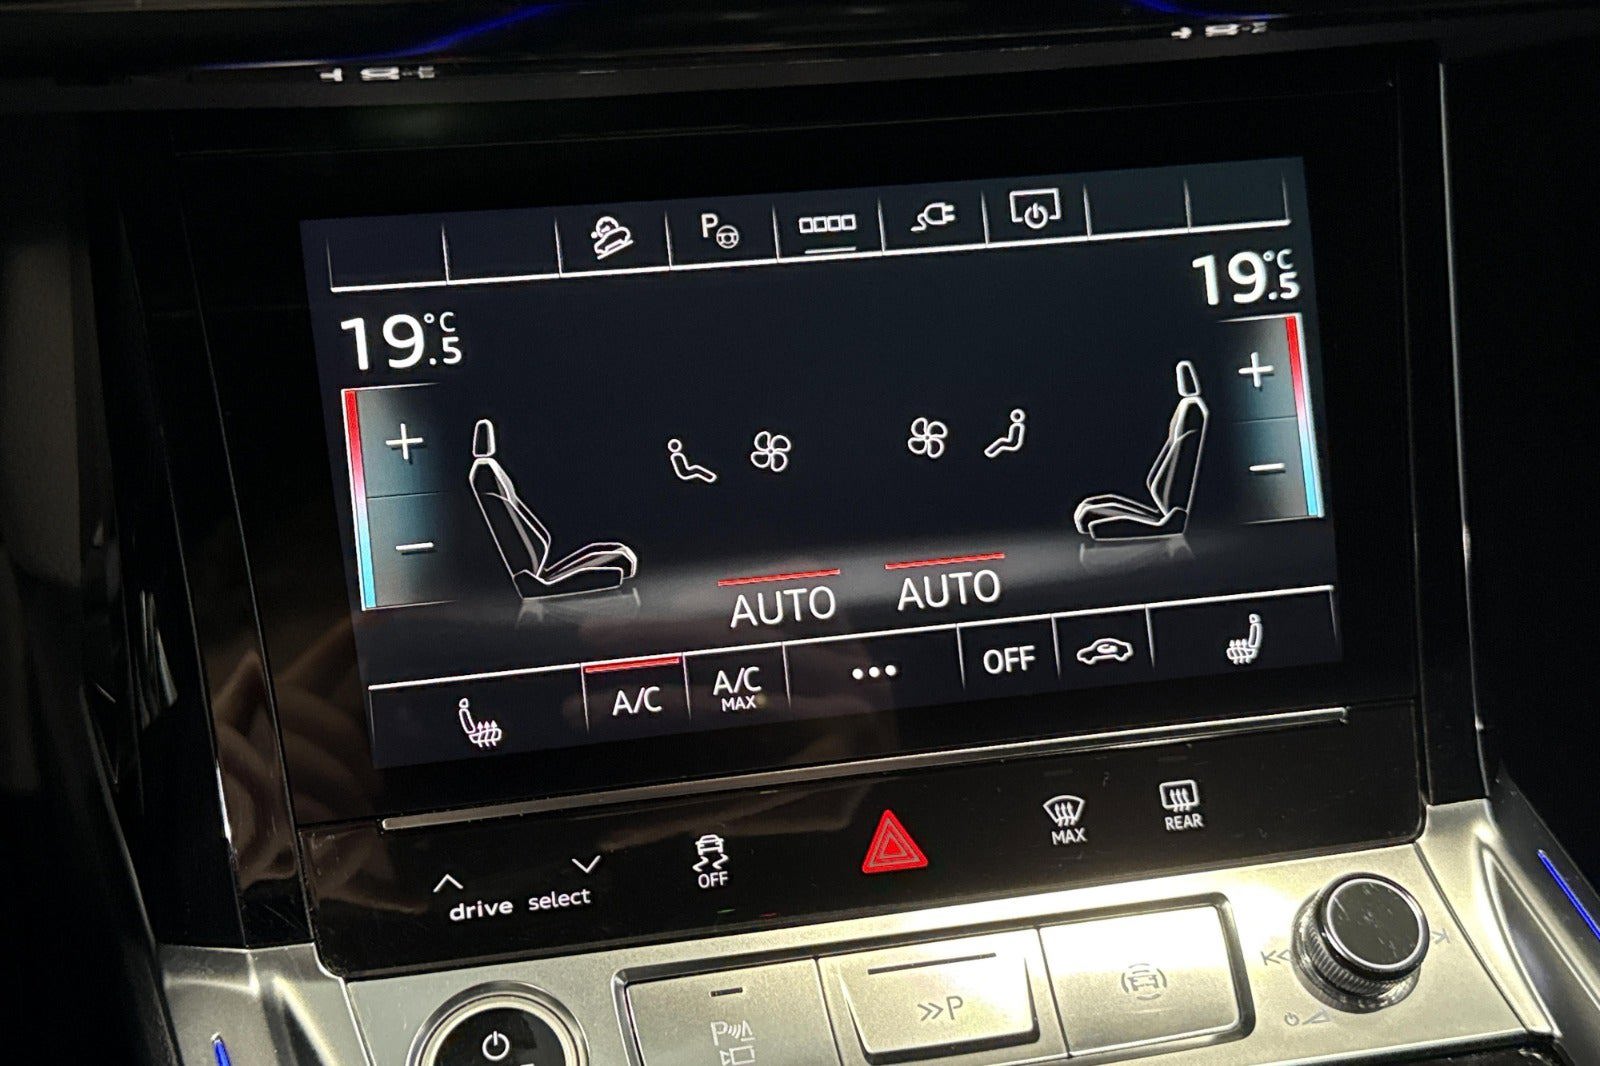 P
19.5 °C
19.5 °C
AUTO AUTO
A/C
A/C MAX
...
OFF
drive select
OFF
MAX
REAR
P
>>P